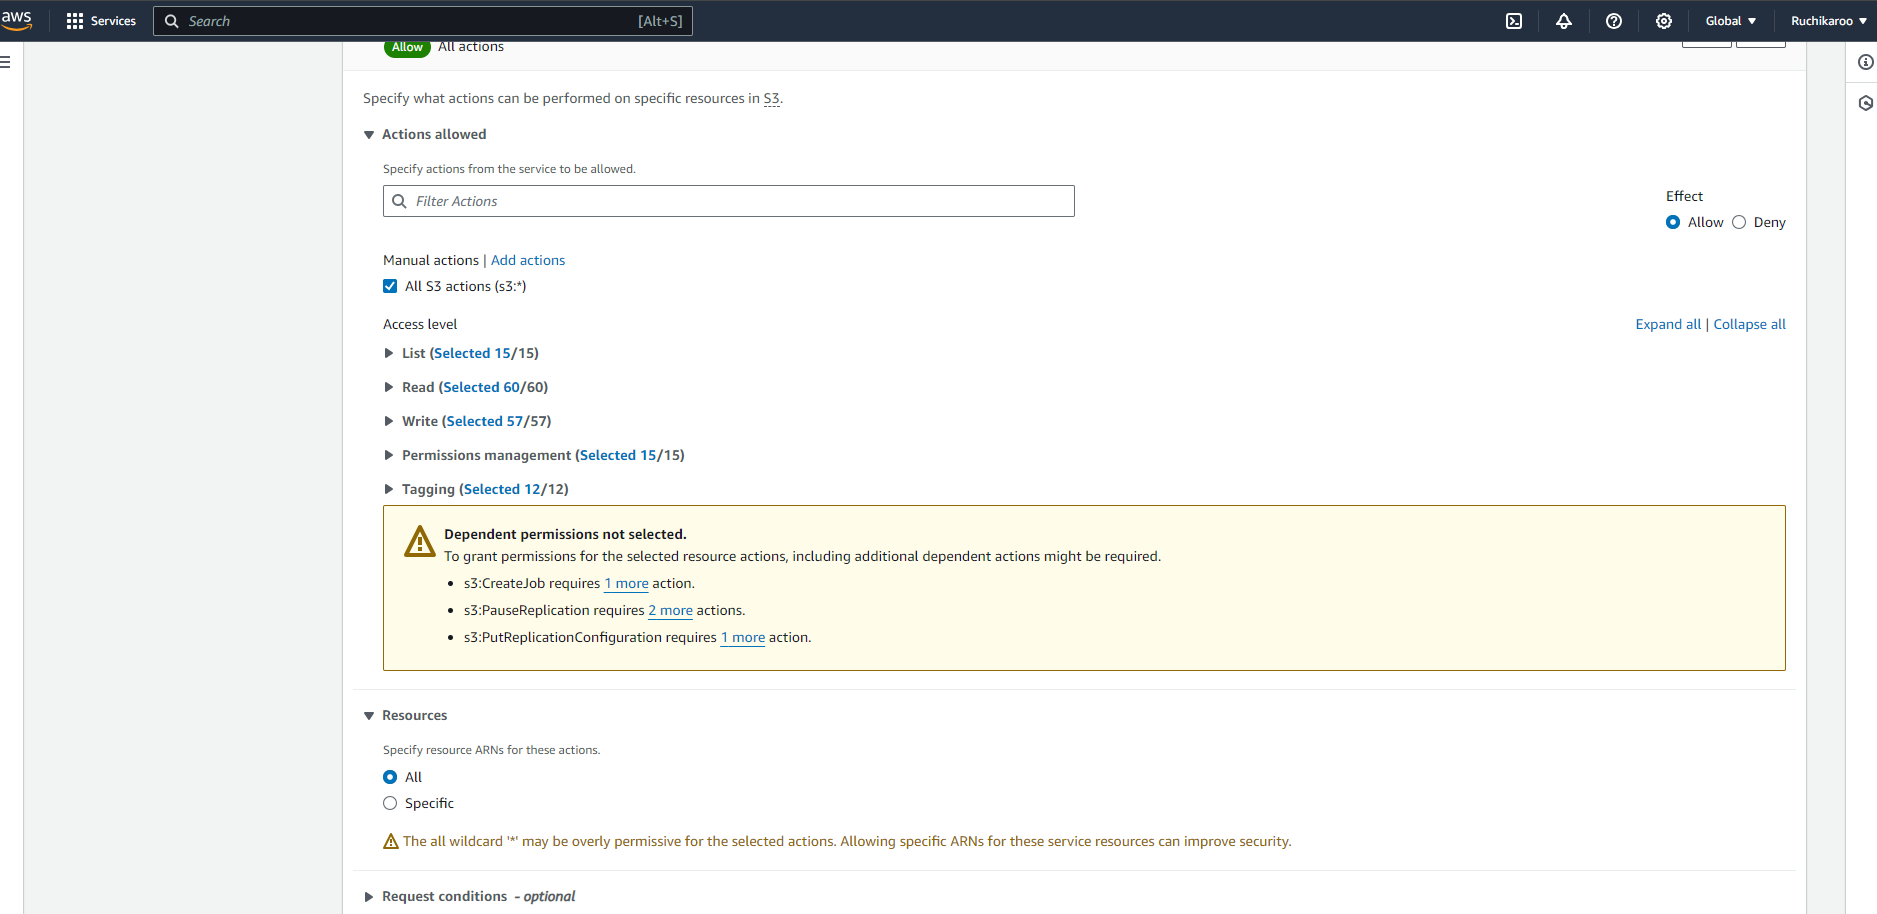 aws
Services
Search [Alt+S]
Global
Ruchikaroo
Allow All actions
Specify what actions can be performed on specific resources in S3.
Actions allowed
Specify actions from the service to be allowed.
Filter Actions
Effect
Allow Deny
Manual actions | Add actions
All S3 actions (s3:*)
Access level
Expand all | Collapse all
List (Selected 15/15)
Read (Selected 60/60)
Write (Selected 57/57)
Permissions management (Selected 15/15)
Tagging (Selected 12/12)
Dependent permissions not selected.
To grant permissions for the selected resource actions, including additional dependent actions might be required.
• s3:CreateJob requires 1 more action.
• s3:PauseReplication requires 2 more actions.
• s3:PutReplicationConfiguration requires 1 more action.
Resources
Specify resource ARNs for these actions.
All
Specific
The all wildcard '*' may be overly permissive for the selected actions. Allowing specific ARNs for these service resources can improve security.
Request conditions - optional